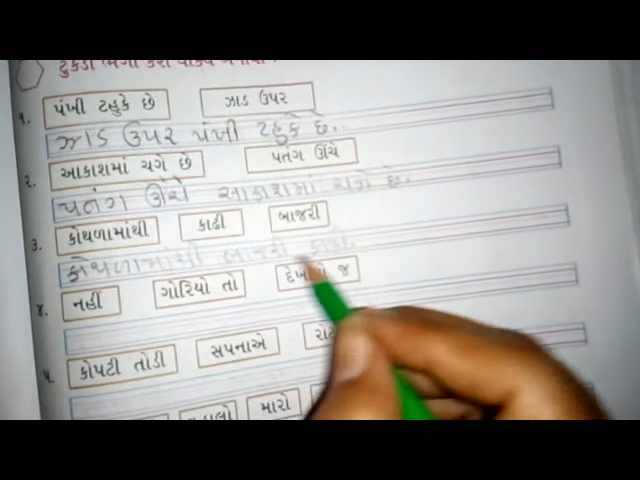 ટુકડા ભેગા કરી વાક્ય બનાવો
૧. પંખી ટહુકે છે ઝાડ ઉપર
ઝાડ ઉપર પંખી ટહુકે છે.
૨. આકાશમાં ચગે છે પતંગ ઊંચે
પતંગ ઊંચે આકાશમાં ચગે છે.
૩. કોથળામાંથી કાઢી બાજરી
કોથળામાંથી બાજરી કાઢી.
૪. નહીં ગોરિયો તો જ
૫. કોપટી તોડી સપનાએ
મારો